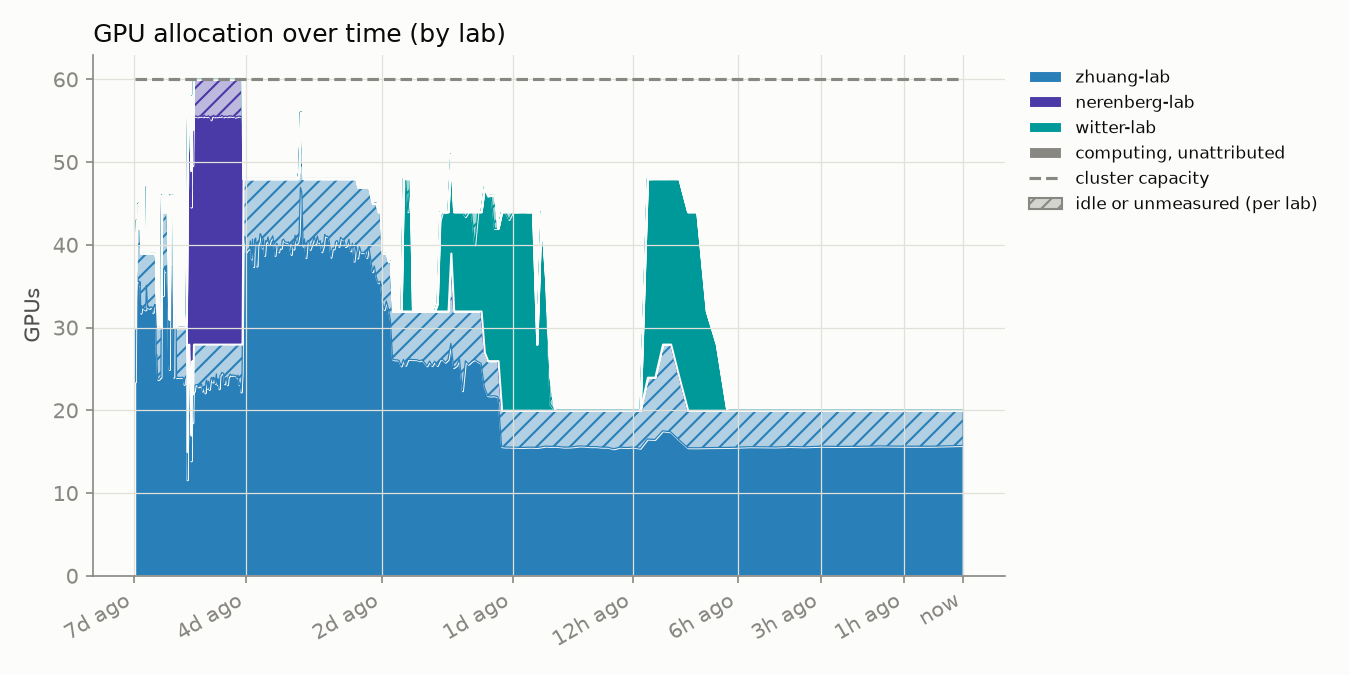 GPU allocation over time (by lab)
GPUs
60
50
40
30
20
10
0
7d ago
4d ago
2d ago
1d ago
12h ago
6h ago
3h ago
1h ago
now
zhuang-lab
nerenberg-lab
witter-lab
computing, unattributed
cluster capacity
idle or unmeasured (per lab)